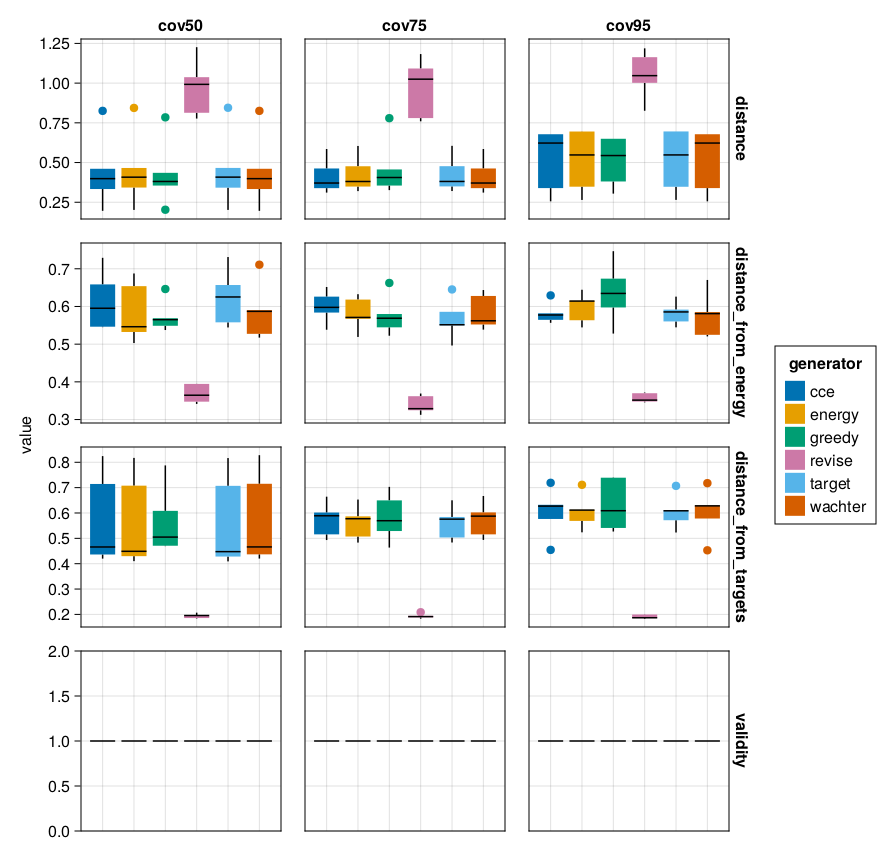 cov50 cov75 cov95
1.25
1.00
0.75
0.50
0.25
distance
0.7
0.6
0.5
0.4
0.3
distance_from_energy
value
0.8
0.7
0.6
0.5
0.4
0.3
0.2
distance_from_targets
2.0
1.5
1.0
0.5
0.0
validity
generator
cce
energy
greedy
revise
target
wachter